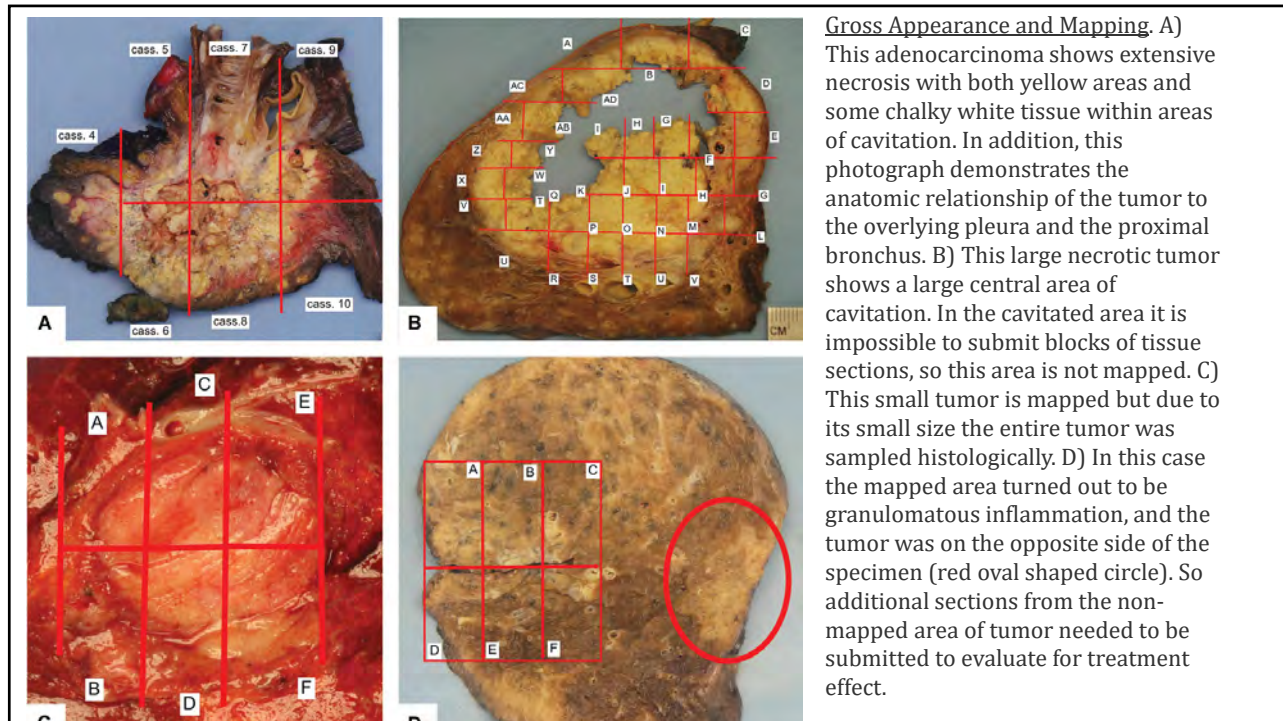 cass. 5
cass. 7
cass. 9
cass. 4
cass. 10
cass.8
cass. 6
A
A
C
B
D
AC
AD
AA
AB
I
H
G
E
Z
Y
F
X
W
K
J
I
H
G
V
T
Q
P
O
N
M
L
U
R
S
T
U
V
CM
B
C
A
E
B
D
F
C
A
B
C
D
E
F
D
Gross Appearance and Mapping. A)
This adenocarcinoma shows extensive
necrosis with both yellow areas and
some chalky white tissue within areas
of cavitation. In addition, this
photograph demonstrates the
anatomic relationship of the tumor to
the overlying pleura and the proximal
bronchus. B) This large necrotic tumor
shows a large central area of
cavitation. In the cavitated area it is
impossible to submit blocks of tissue
sections, so this area is not mapped. C)
This small tumor is mapped but due to
its small size the entire tumor was
sampled histologically. D) In this case
the mapped area turned out to be
granulomatous inflammation, and the
tumor was on the opposite side of the
specimen (red oval shaped circle). So
additional sections from the non-
mapped area of tumor needed to be
submitted to evaluate for treatment
effect.